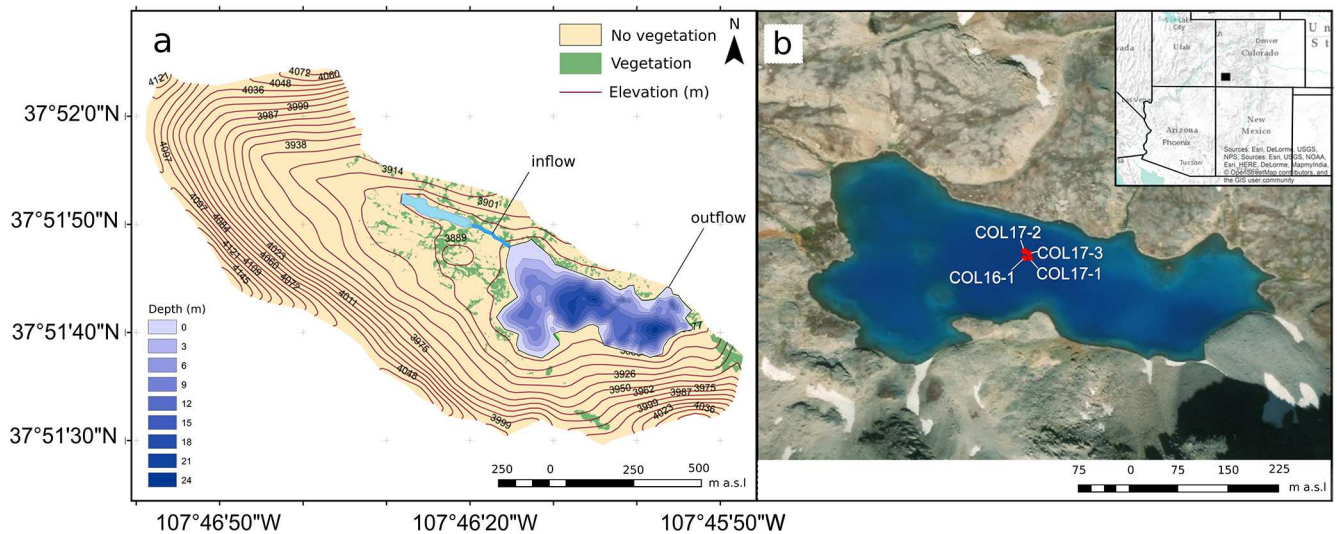 a
N
No vegetation
Vegetation
Elevation (m)
4121
4072
4060
4048
4036
3999
3987
4097
3938
3914
3901
inflow
outflow
3889
4097
4084
4121
4109
4145
4023
4060
4072
4011
3975
4048
3926
3950
3962
3987
3975
3999
4023
4036
3999
Depth (m)
0
3
6
9
12
15
18
21
24
250
0
250
500
m a.s.l
37°52'0"N
37°51'50"N
37°51'40"N
37°51'30"N
107°46'50"W
107°46'20"W
107°45'50"W
b
COL17-2
COL17-3
COL16-1
COL17-1
75
0
75
150
225
m a.s.l
City
Utah
Denver
Colorado
Arizona
Phoenix
Tucson
New
Mexico
Sources: Esri, DeLorme, USGS,
NPS, Sources: Esri, USGS, NOAA,
Esri, HERE, DeLorme, MapmyIndia,
© OpenStreetMap contributors, and
the GIS user community